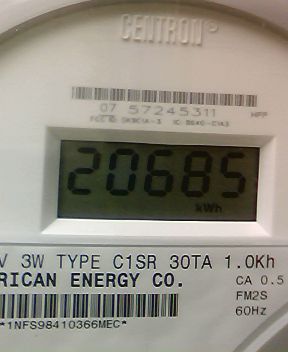 CENTRON®
07 57245311
20685
kWh
V 3W TYPE C1SR 30TA 1.0Kh
RICAN ENERGY CO.
CA 0.5
FM2S
60Hz
*1NFS98410366MEC*